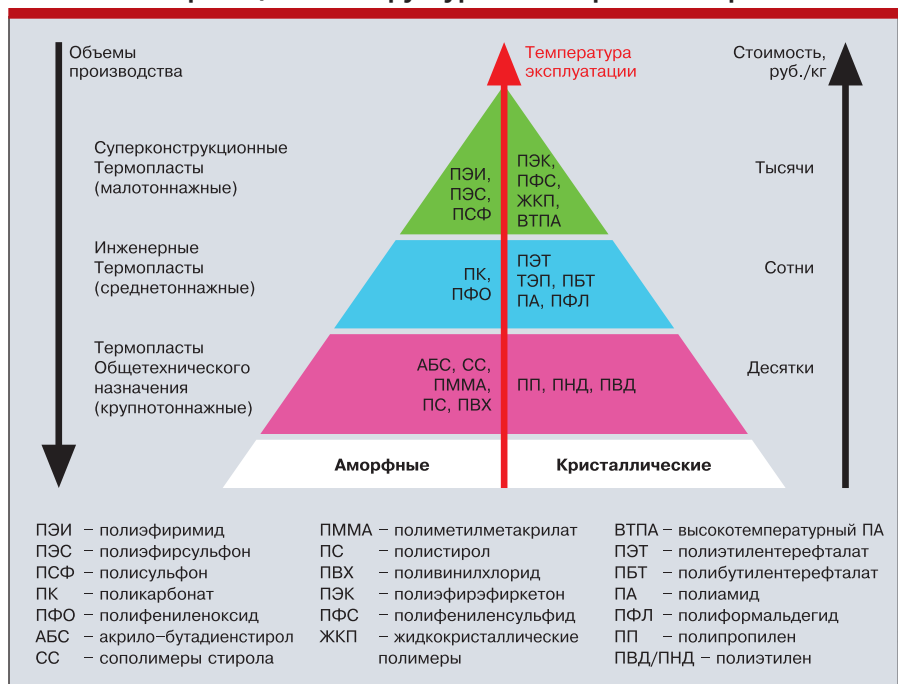 Объемы
производства
Температура
эксплуатации
Стоимость,
руб./кг
Суперконструкционные
Термопласты
(малотоннажные)
ПЭИ,
ПЭС,
ПСФ
ПЭК,
ПФС,
ЖКП,
ВТПА
Тысячи
Инженерные
Термопласты
(среднетоннажные)
ПК,
ПФО
ПЭТ
ТЭП, ПБТ
ПА, ПФЛ
Сотни
Термопласты
Общетехнического
назначения
(крупнотоннажные)
АБС, СС,
ПММА,
ПС, ПВХ
ПП, ПНД, ПВД
Десятки
Аморфные
Кристаллические
ПЭИ – полиэфиримид
ПЭС – полиэфирсульфон
ПСФ – полисульфон
ПК – поликарбонат
ПФО – полифениленоксид
АБС – акрило-бутадиенстирол
СС – сополимеры стирола
ПММА – полиметилметакрилат
ПС – полистирол
ПВХ – поливинилхлорид
ПЭК – полиэфирэфиркетон
ПФС – полифениленсульфид
ЖКП – жидкокристаллические
полимеры
ВТПА – высокотемпературный ПА
ПЭТ – полиэтилентерефталат
ПБТ – полибутилентерефталат
ПА – полиамид
ПФЛ – полиформальдегид
ПП – полипропилен
ПВД/ПНД – полиэтилен